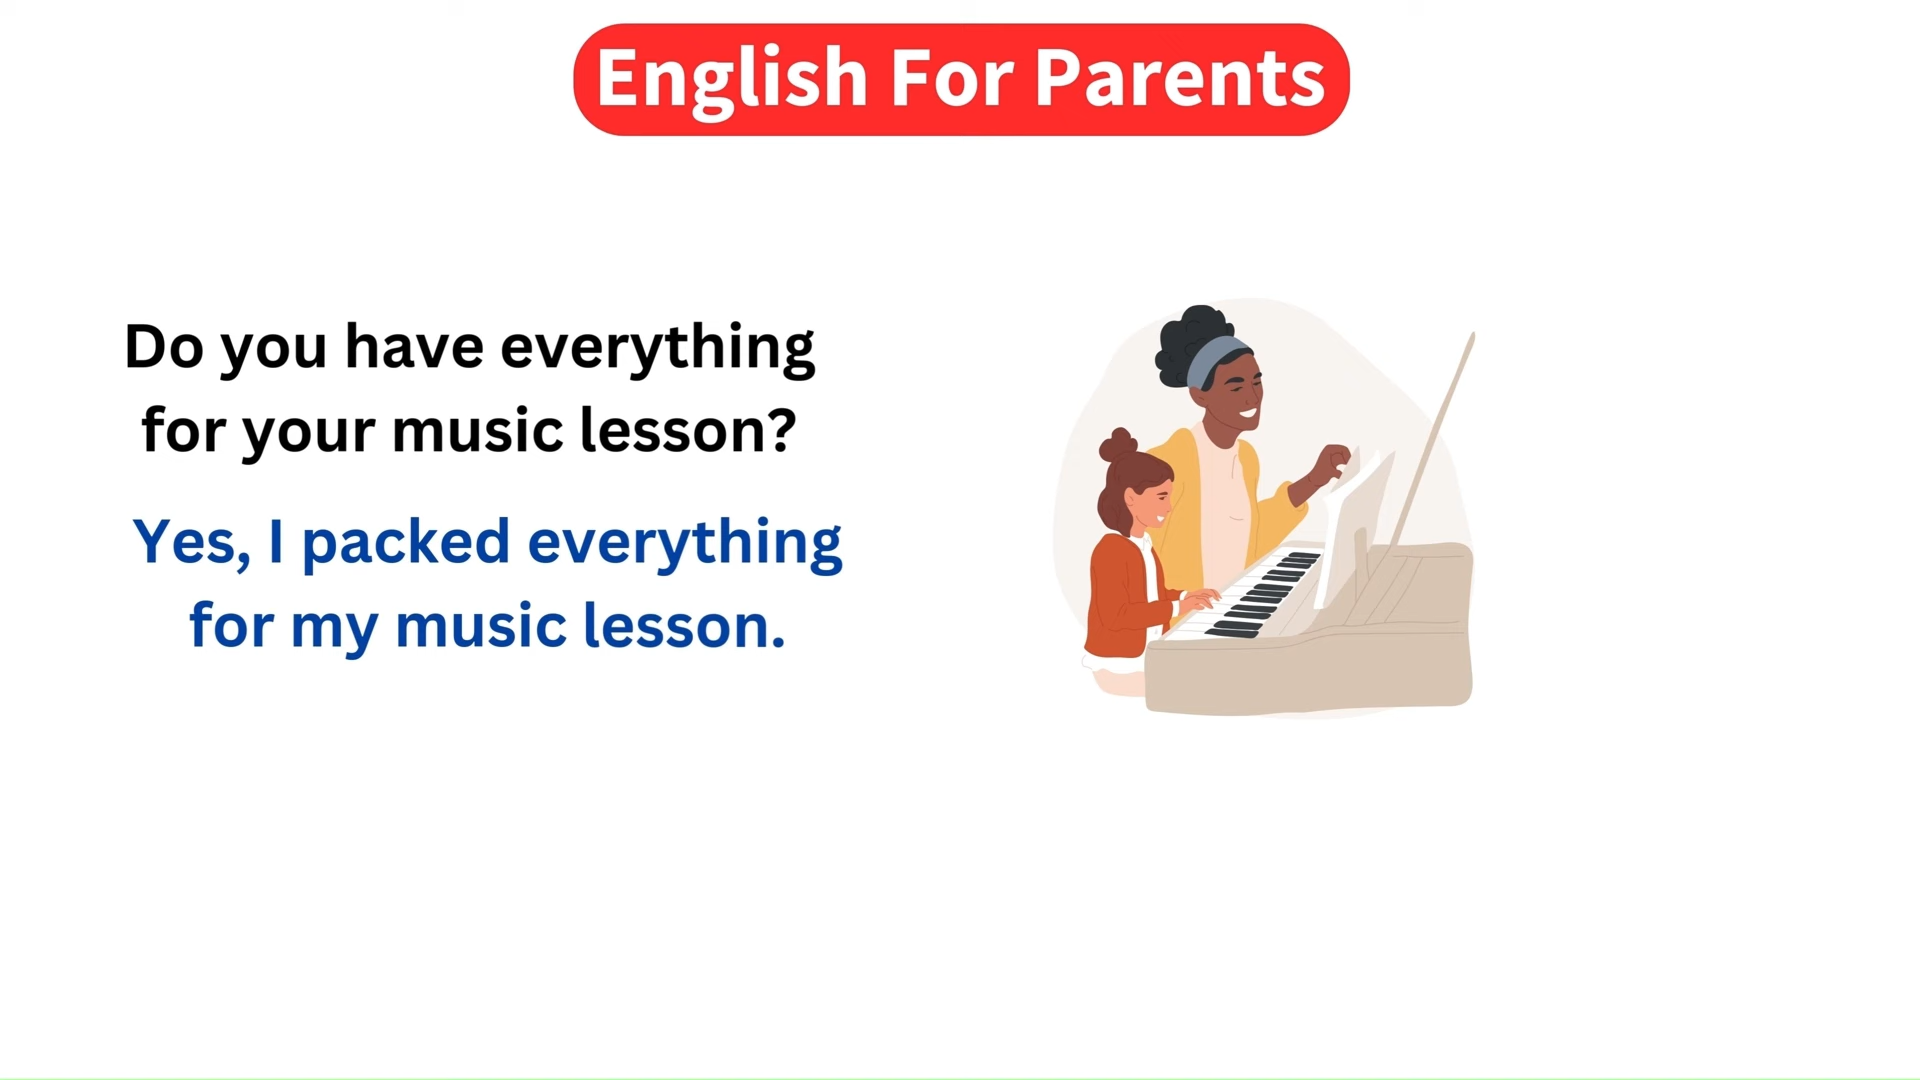 English For Parents
Do you have everything
for your music lesson?
Yes, I packed everything
for my music lesson.